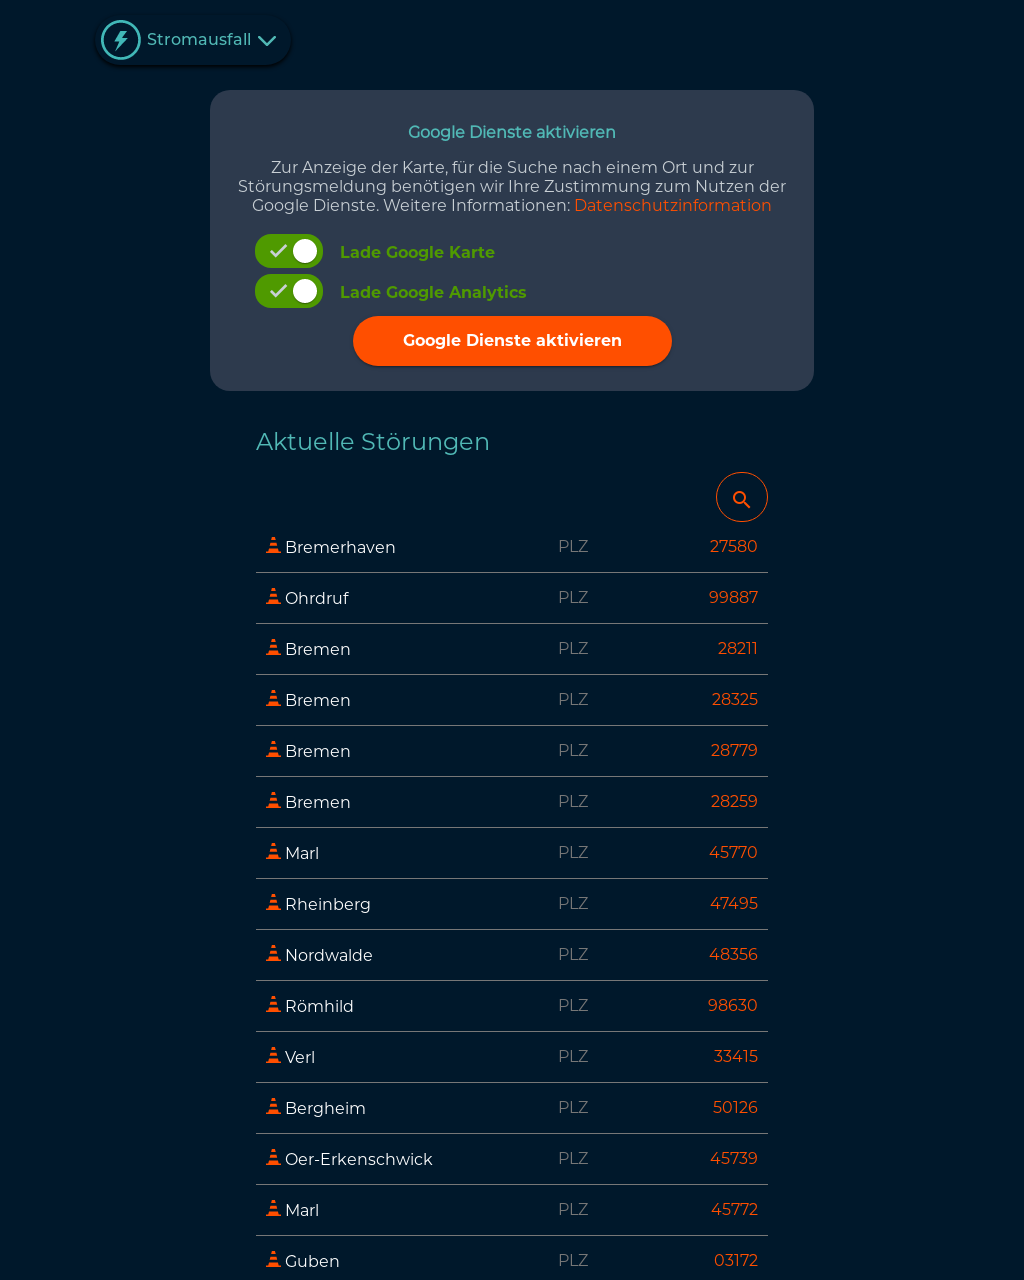 Stromausfall
Google Dienste aktivieren
Zur Anzeige der Karte, für die Suche nach einem Ort und zur
Störungsmeldung benötigen wir Ihre Zustimmung zum Nutzen der
Google Dienste. Weitere Informationen: Datenschutzinformation
Lade Google Karte
Lade Google Analytics
Google Dienste aktivieren
Aktuelle Störungen
Bremerhaven PLZ 27580
Ohrdruf PLZ 99887
Bremen PLZ 28211
Bremen PLZ 28325
Bremen PLZ 28779
Bremen PLZ 28259
Marl PLZ 45770
Rheinberg PLZ 47495
Nordwalde PLZ 48356
Römhild PLZ 98630
Verl PLZ 33415
Bergheim PLZ 50126
Oer-Erkenschwick PLZ 45739
Marl PLZ 45772
Guben PLZ 03172